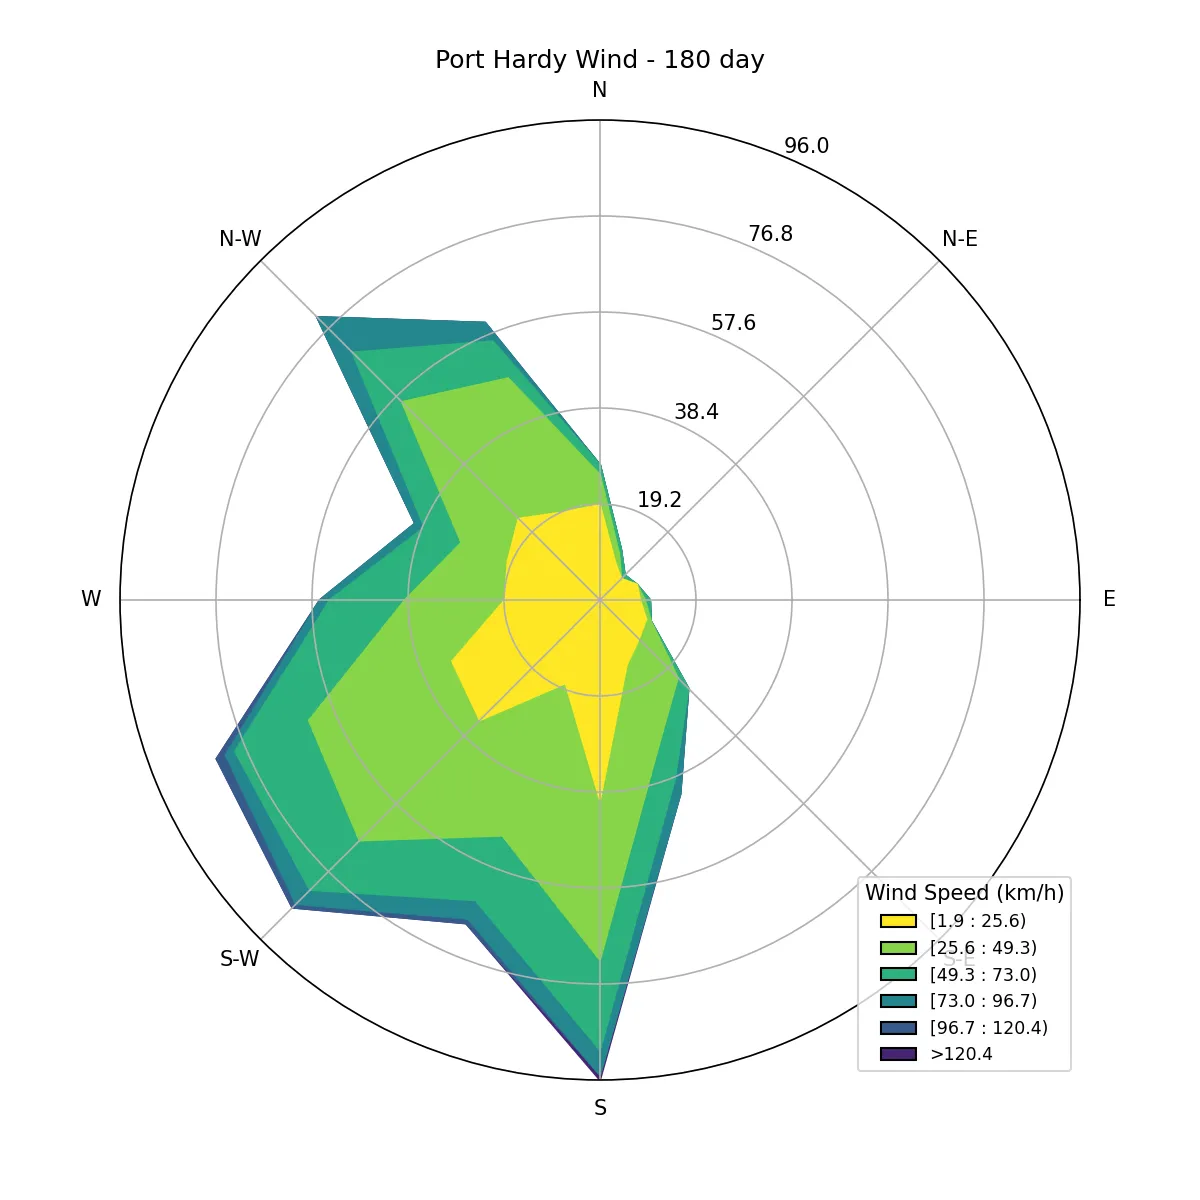 Port Hardy Wind - 180 day
N
96.0
76.8
N-W
N-E
57.6
38.4
19.2
W
E
Wind Speed (km/h)
[1.9 : 25.6)
[25.6 : 49.3)
S-W
S-E
[49.3 : 73.0)
[73.0 : 96.7)
[96.7 : 120.4)
>120.4
S